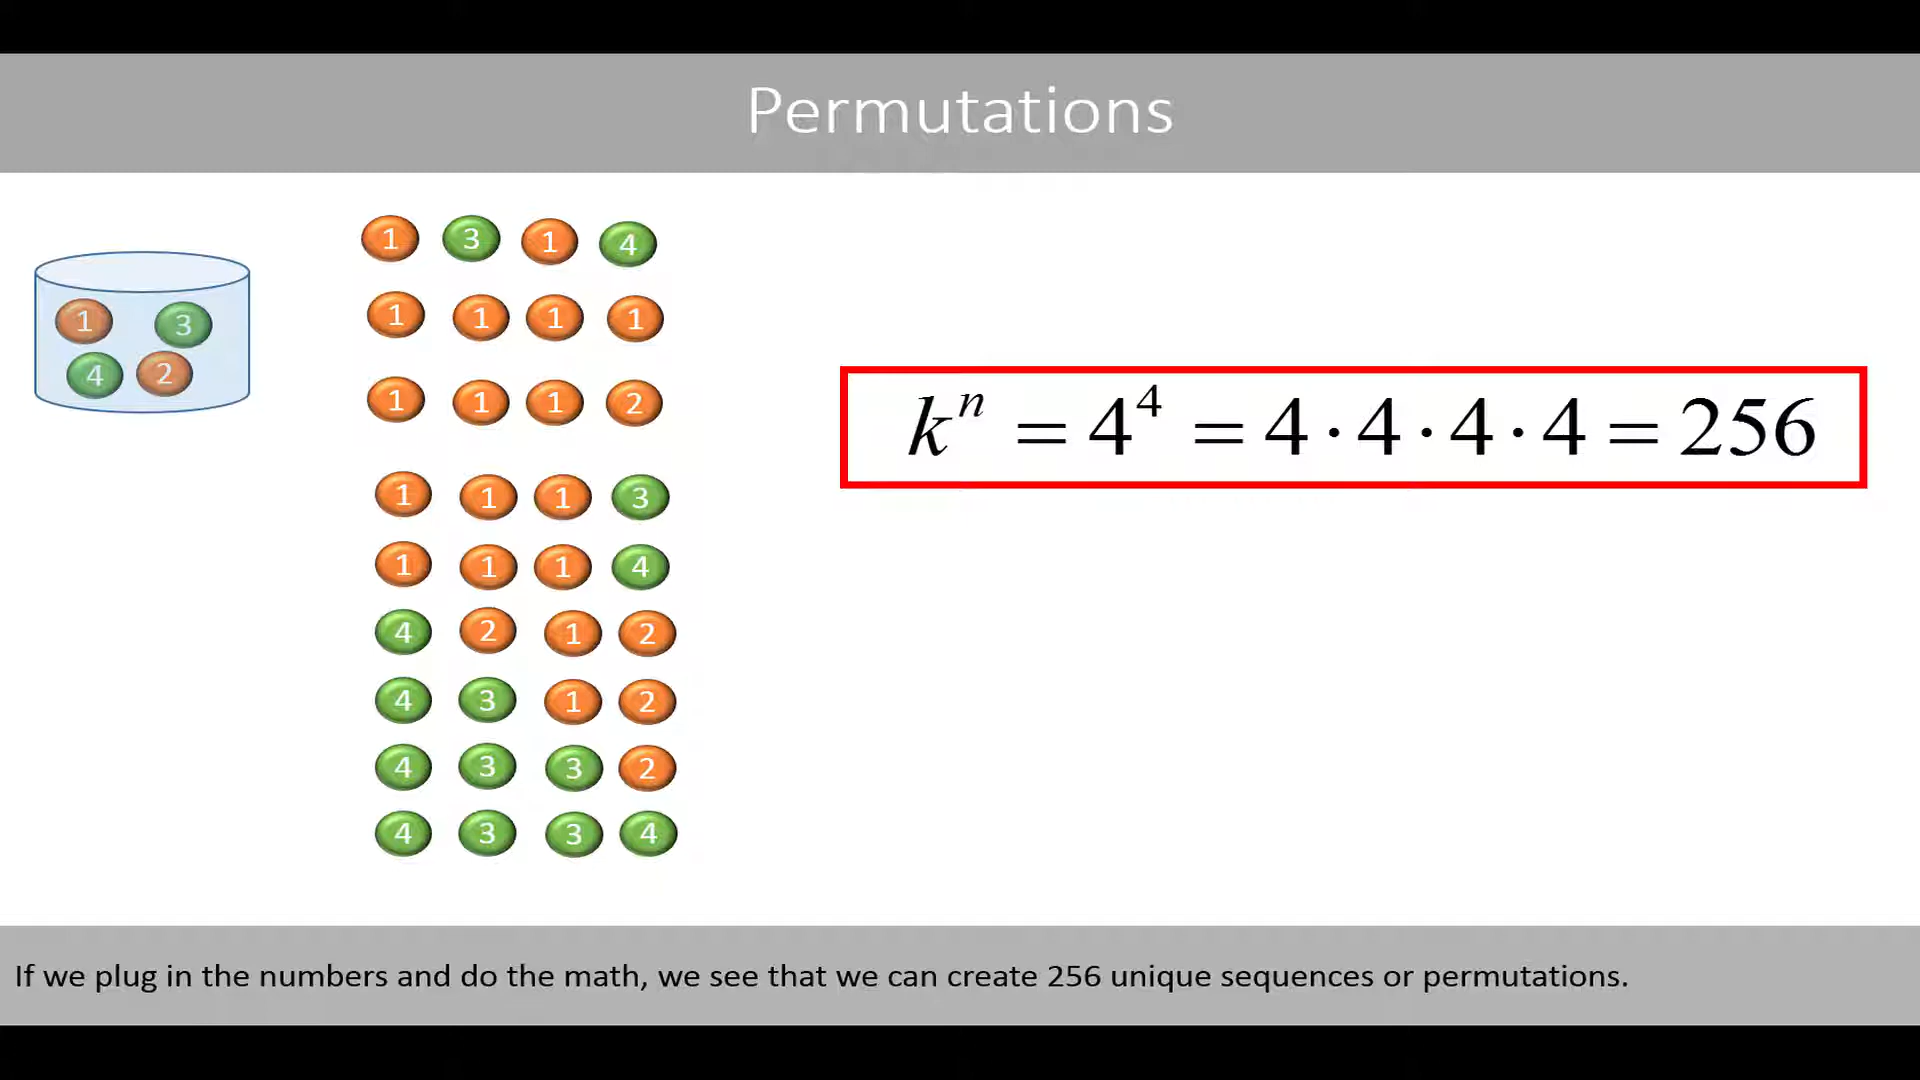 Permutations
1 3
4 2
1 3 1 4
1 1 1 1
1 1 1 2
1 1 1 3
1 1 1 4
4 2 1 2
4 3 1 2
4 3 3 2
4 3 3 4
kⁿ = 4⁴ = 4 · 4 · 4 · 4 = 256
If we plug in the numbers and do the math, we see that we can create 256 unique sequences or permutations.